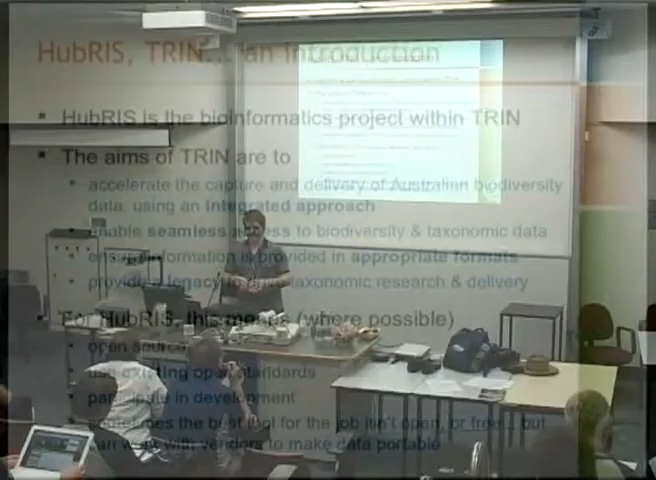 HubRIS, TRIN... an introduction
HubRIS is the bioinformatics project within TRIN
The aims of TRIN are to
accelerate the capture and delivery of Australian biodiversity
data, using an integrated approach
enable seamless access to biodiversity & taxonomic data
ensure information is provided in appropriate formats
provide a legacy to taxonomic research & delivery
For HubRIS, this means (where possible)
open source
use existing open standards
participate in development
sometimes the best tool for the job isn't open, or free... but
can work with vendors to make data portable